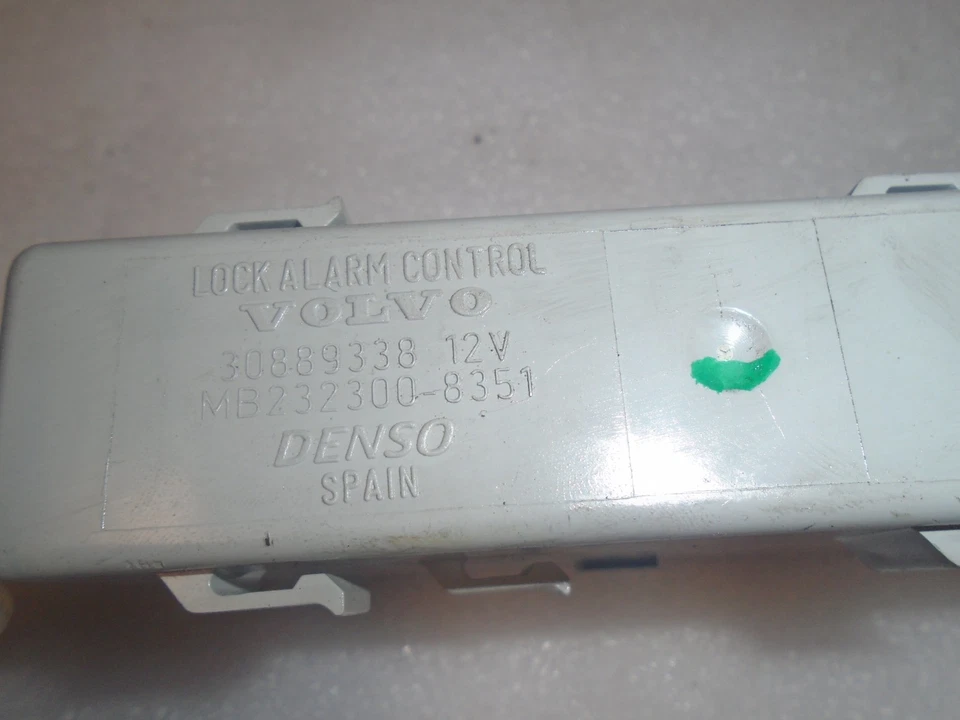 LOCK ALARM CONTROL
VOLVO
30889338 12V
MB232300-8351
DENSO
SPAIN